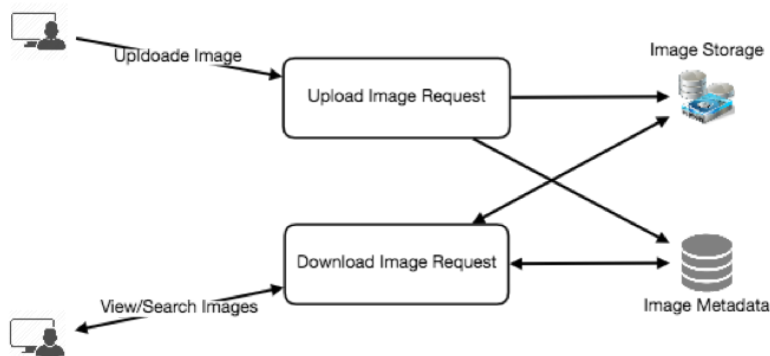 Upldoade Image
Upload Image Request
Image Storage
Download Image Request
View/Search Images
Image Metadata